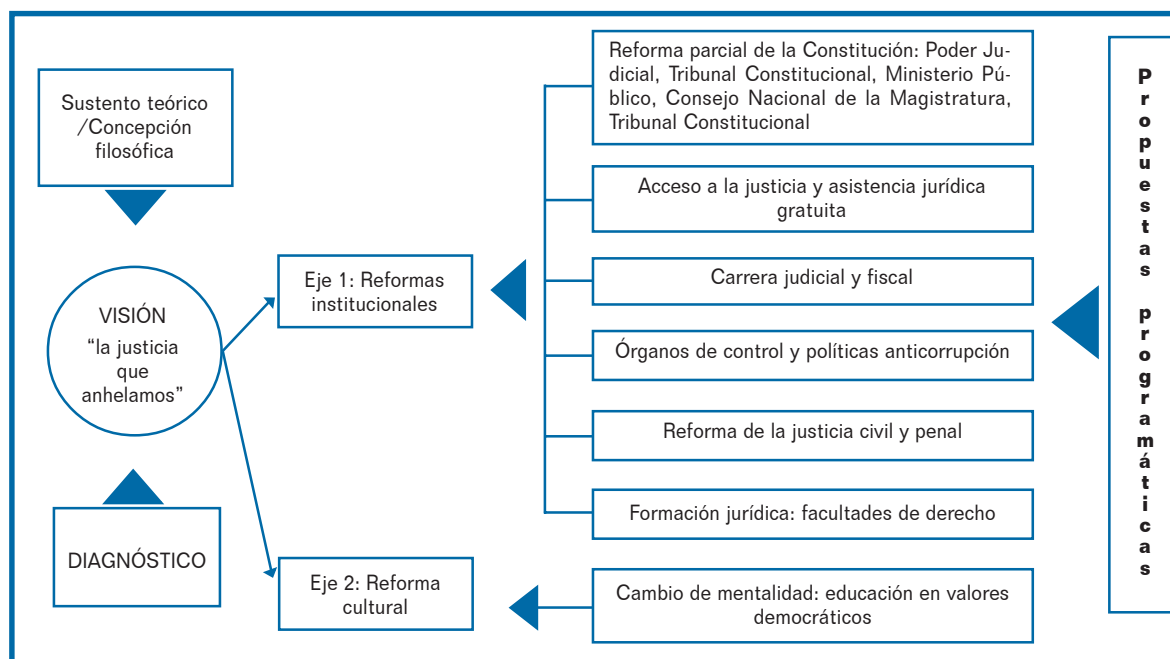 Sustento teórico
/Concepción
filosófica
VISIÓN
“la justicia
que
anhelamos”
DIAGNÓSTICO
Eje 1: Reformas
institucionales
Eje 2: Reforma
cultural
Reforma parcial de la Constitución: Poder Ju-
dicial, Tribunal Constitucional, Ministerio Pú-
blico, Consejo Nacional de la Magistratura,
Tribunal Constitucional
Acceso a la justicia y asistencia jurídica
gratuita
Carrera judicial y fiscal
Órganos de control y políticas anticorrupción
Reforma de la justicia civil y penal
Formación jurídica: facultades de derecho
Cambio de mentalidad: educación en valores
democráticos
Propuestas programáticas